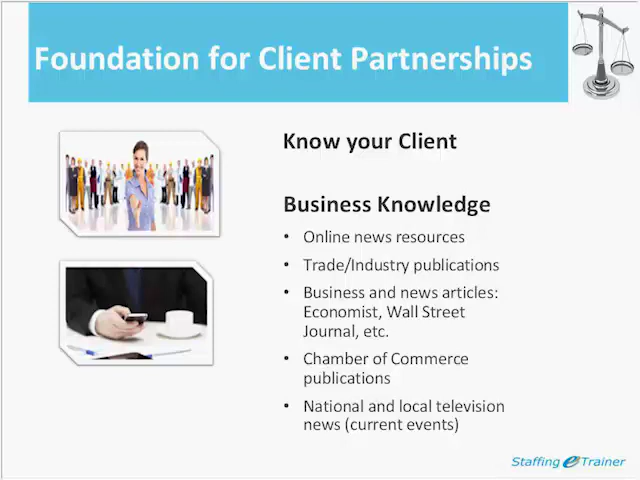 Foundation for Client Partnerships
Know your Client
Business Knowledge
• Online news resources
• Trade/Industry publications
• Business and news articles:
Economist, Wall Street
Journal, etc.
• Chamber of Commerce
publications
• National and local television
news (current events)
Staffing eTrainer